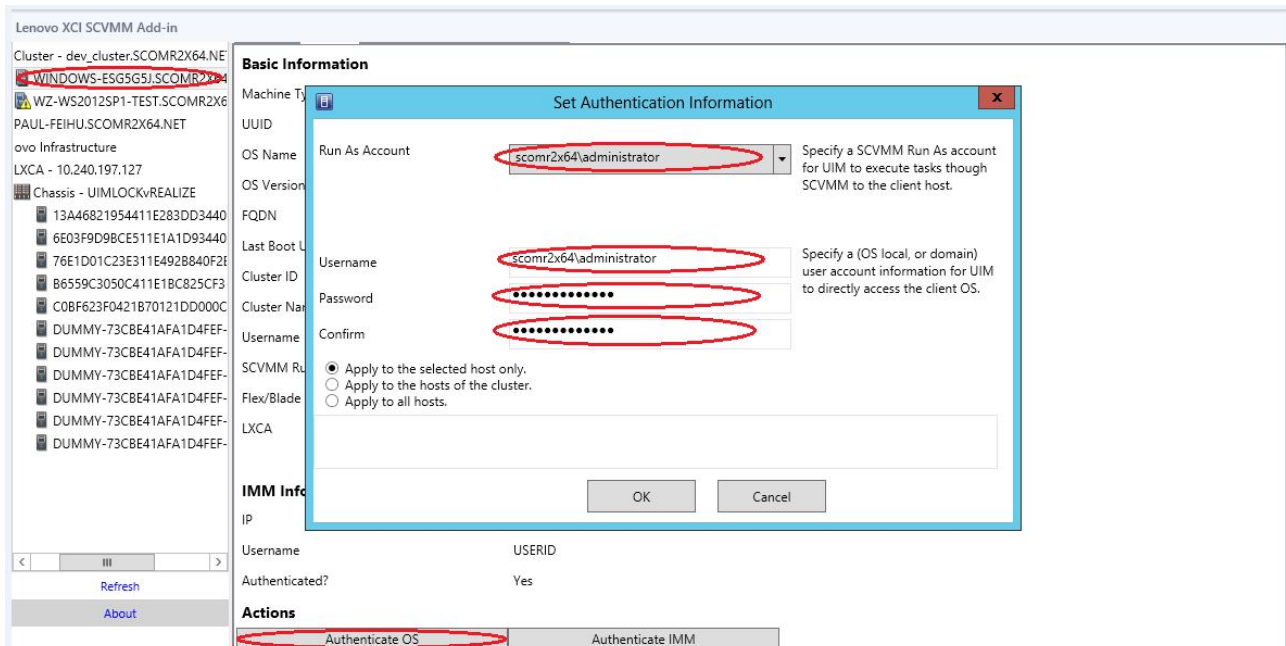 Lenovo XCI SCVMM Add-in
Cluster - dev_cluster.SCOMR2X64.NE
WINDOWS-ESG5G5J.SCOMR2X64
WZ-WS2012SP1-TEST.SCOMR2X6
PAUL-FEIHU.SCOMR2X64.NET
ovo Infrastructure
LXCA - 10.240.197.127
Chassis - UIMLOCKvREALIZE
13A46821954411E283DD3440
6E03F9D9BCE511E1A1D93440
76E1D01C23E311E492B840F2E
B6559C3050C411E1BC825CF3
C0BF623F0421B70121DD000C
DUMMY-73CBE41AFA1D4FEF-
DUMMY-73CBE41AFA1D4FEF-
DUMMY-73CBE41AFA1D4FEF-
DUMMY-73CBE41AFA1D4FEF-
DUMMY-73CBE41AFA1D4FEF-
DUMMY-73CBE41AFA1D4FEF-
Refresh
About
Basic Information
Machine Ty
UUID
OS Name
OS Version
FQDN
Last Boot U
Cluster ID
Cluster Nar
Username
SCVMM Ru
Flex/Blade
LXCA
IMM Info
IP
Username USERID
Authenticated? Yes
Actions
Authenticate OS Authenticate IMM
Set Authentication Information
x
Run As Account scomr2x64\administrator
Specify a SCVMM Run As account
for UIM to execute tasks though
SCVMM to the client host.
Username scomr2x64\administrator
Specify a (OS local, or domain)
user account information for UIM
to directly access the client OS.
Password •••••••••••••
Confirm •••••••••••••
Apply to the selected host only.
Apply to the hosts of the cluster.
Apply to all hosts.
OK Cancel